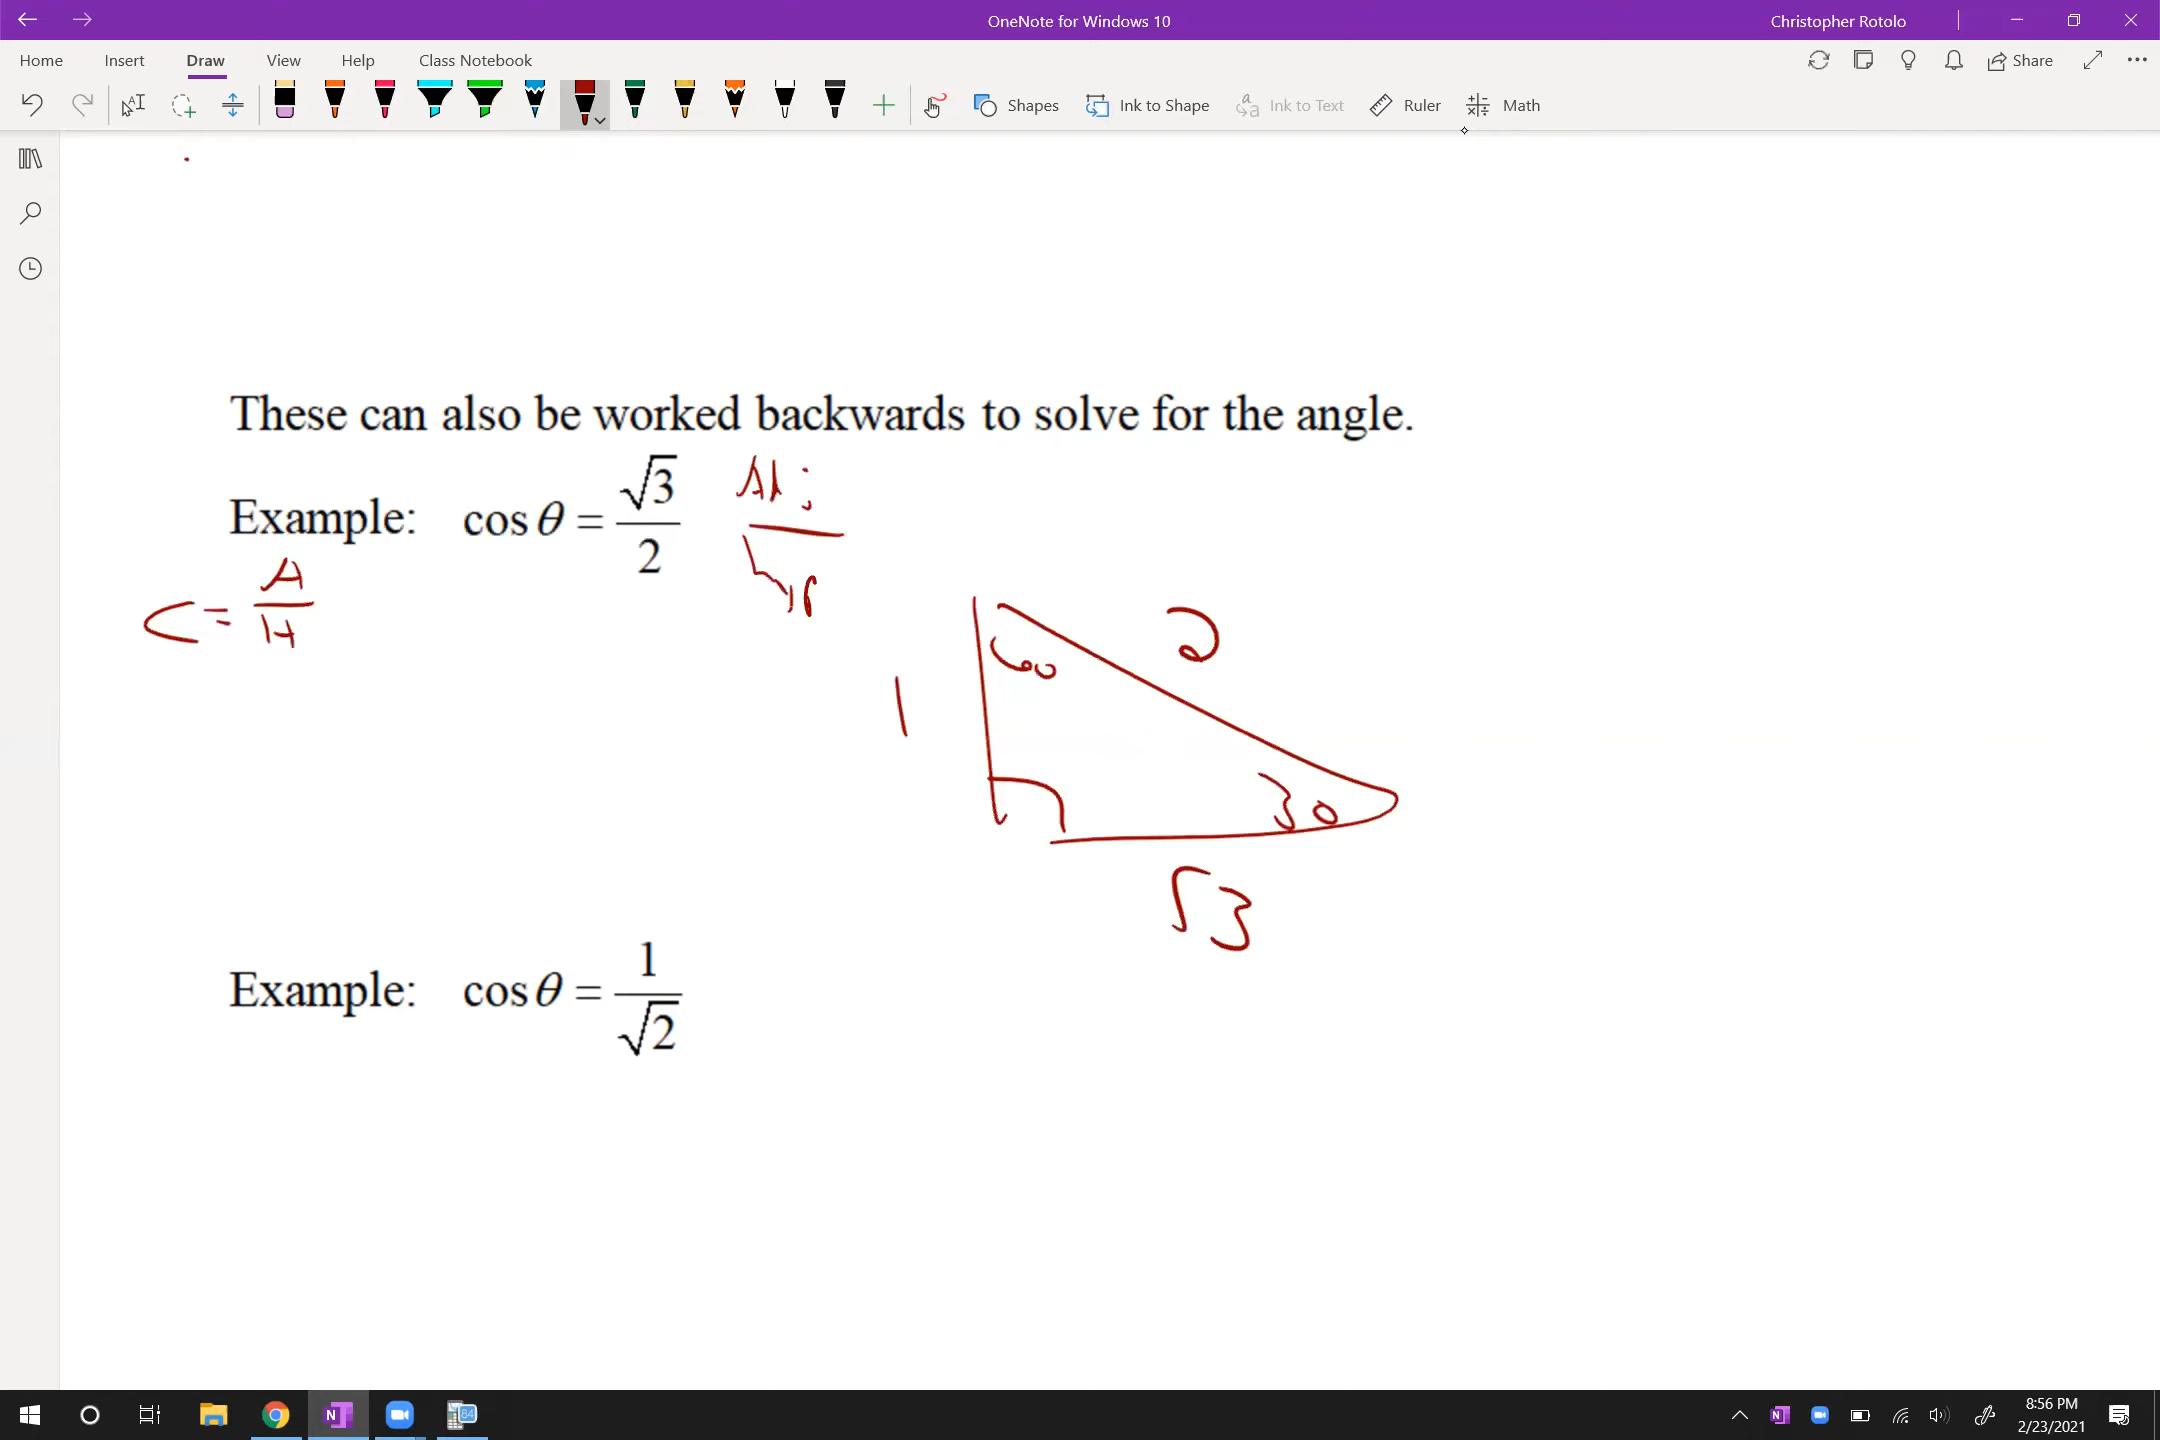 OneNote for Windows 10
Christopher Rotolo
Home Insert Draw View Help Class Notebook
Share
Shapes Ink to Shape Ink to Text Ruler Math
These can also be worked backwards to solve for the angle.
Example: cos θ = √3/2
C = A/H
hyp
60
2
1
30
√3
Example: cos θ = 1/√2
84
8:56 PM
2/23/2021